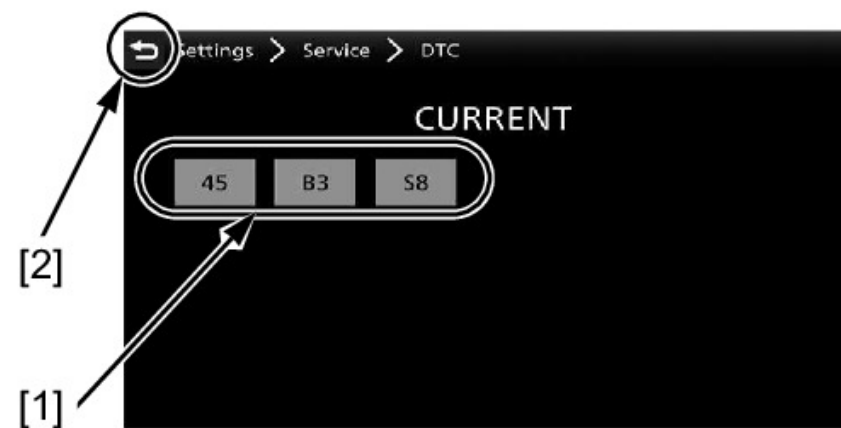 Settings > Service > DTC
CURRENT
45 B3 S8
[2]
[1]